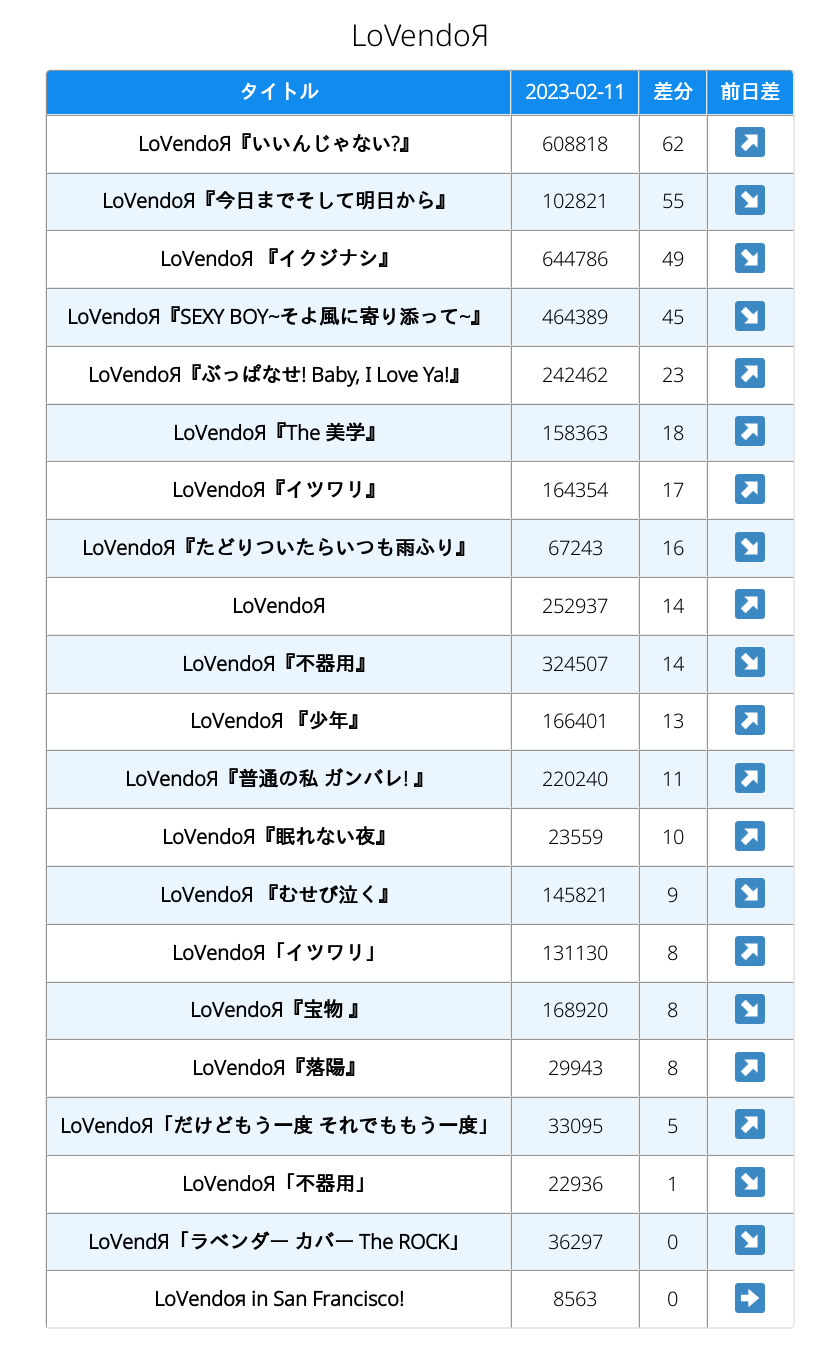 LoVendoЯ
タイトル 2023-02-11 差分 前日差
LoVendoЯ『いいんじゃない?』 608818 62 ↗
LoVendoЯ『今日までそして明日から』 102821 55 ↘
LoVendoЯ 『イクジナシ』 644786 49 ↘
LoVendoЯ『SEXY BOY~そよ風に寄り添って~』 464389 45 ↘
LoVendoЯ『ぶっぱなせ! Baby, I Love Ya!』 242462 23 ↗
LoVendoЯ『The 美学』 158363 18 ↗
LoVendoЯ『イツワリ』 164354 17 ↗
LoVendoЯ『たどりついたらいつも雨ふり』 67243 16 ↘
LoVendoЯ 252937 14 ↗
LoVendoЯ『不器用』 324507 14 ↘
LoVendoЯ 『少年』 166401 13 ↗
LoVendoЯ『普通の私 ガンバレ! 』 220240 11 ↗
LoVendoЯ『眠れない夜』 23559 10 ↗
LoVendoЯ 『むせび泣く』 145821 9 ↘
LoVendoЯ「イツワリ」 131130 8 ↗
LoVendoЯ『宝物 』 168920 8 ↘
LoVendoЯ『落陽』 29943 8 ↗
LoVendoЯ「だけどもう一度 それでももう一度」 33095 5 ↗
LoVendoЯ「不器用」 22936 1 ↘
LoVendЯ「ラベンダー カバー The ROCK」 36297 0 ↘
LoVendoя in San Francisco! 8563 0 ➡